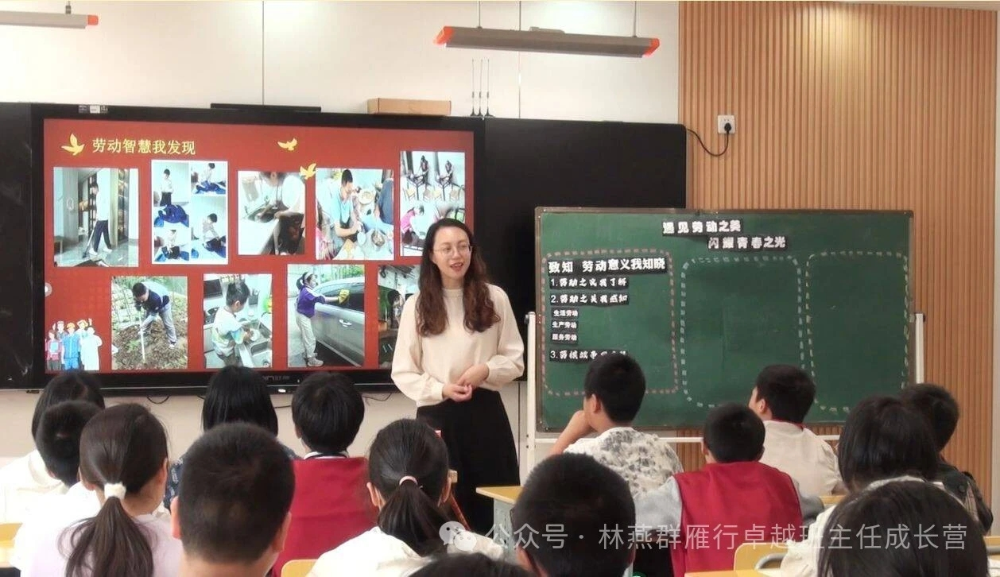 劳动智慧我发现
遇见劳动之美
闪耀青春之光
致知 劳动意义我知晓
1.劳动之义我了解
2.劳动之美我感知
生活劳动
生产劳动
服务劳动
公众号·林燕群雁行卓越班主任成长营